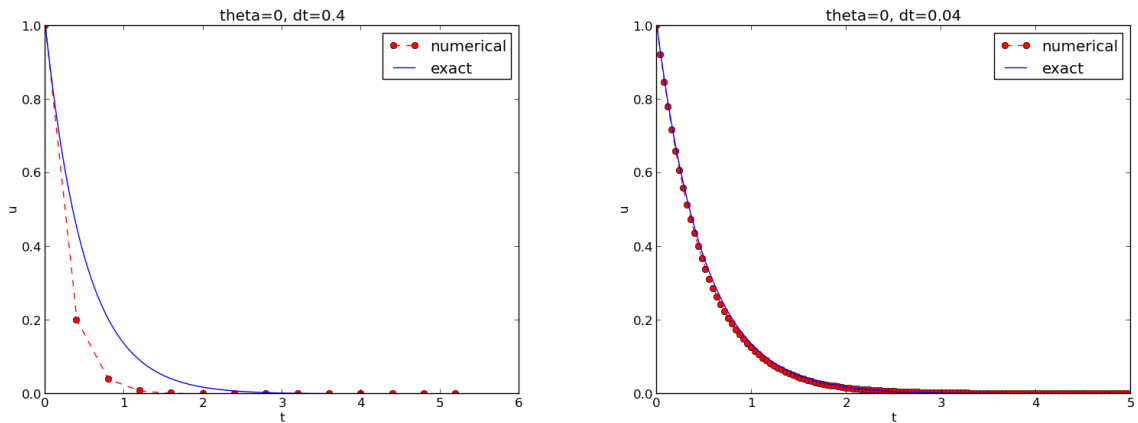 theta=0, dt=0.4
1.0
0.8
0.6
0.4
0.2
0.0
u
numerical
exact
0 1 2 3 4 5 6
t
theta=0, dt=0.04
1.0
0.8
0.6
0.4
0.2
0.0
u
numerical
exact
0 1 2 3 4 5
t